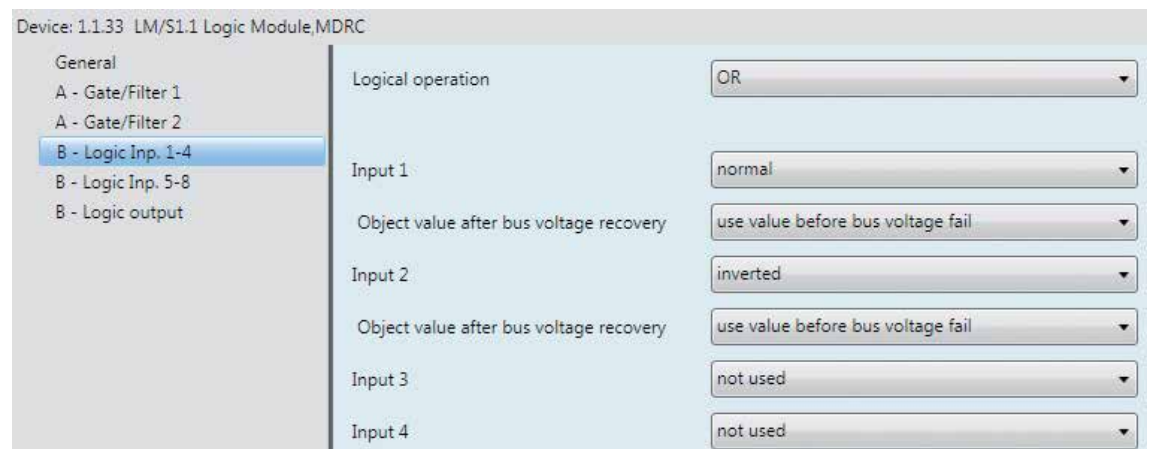 Device: 1.1.33 LM/S1.1 Logic Module,MDRC
General
A - Gate/Filter 1
A - Gate/Filter 2
B - Logic Inp. 1-4
B - Logic Inp. 5-8
B - Logic output
Logical operation OR
Input 1 normal
Object value after bus voltage recovery use value before bus voltage fail
Input 2 inverted
Object value after bus voltage recovery use value before bus voltage fail
Input 3 not used
Input 4 not used